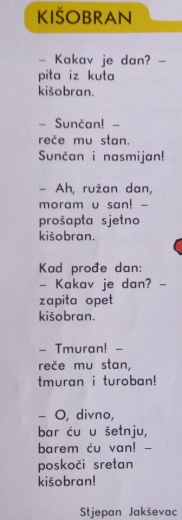 KIŠOBRAN
– Kakav je dan? –
pita iz kuta
kišobran.
– Sunčan! –
reče mu stan.
Sunčan i nasmijan!
– Ah, ružan dan,
moram u san! –
prošapta sjetno
kišobran.
Kad prođe dan:
– Kakav je dan? –
zapita opet
kišobran.
– Tmuran! –
reče mu stan,
tmuran i turoban!
– O, divno,
bar ću u šetnju,
barem ću van! –
poskoči sretan
kišobran!
Stjepan Jakševac